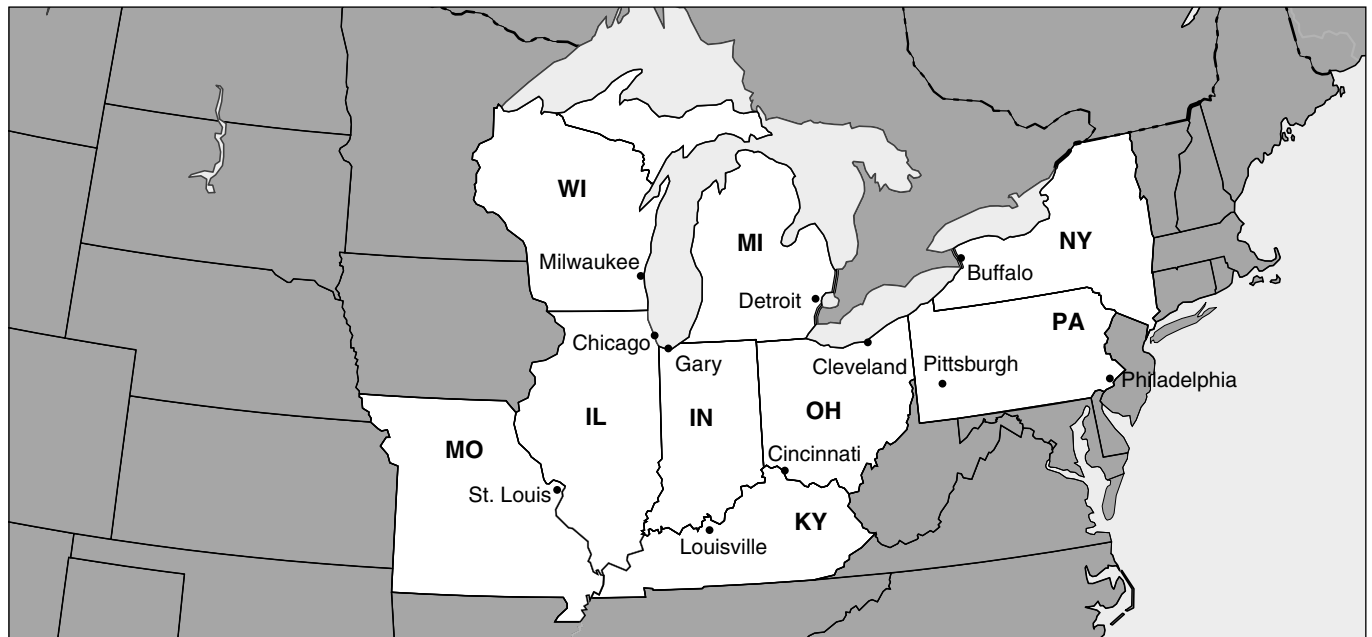 WI
MI
NY
Milwaukee
Buffalo
Detroit
PA
Chicago
Gary
Cleveland
Pittsburgh
Philadelphia
IL
IN
OH
MO
Cincinnati
St. Louis
KY
Louisville